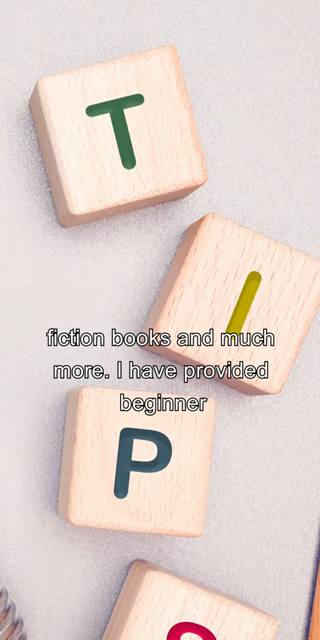 T
I
fiction books and much
more. I have provided
beginner
P
S